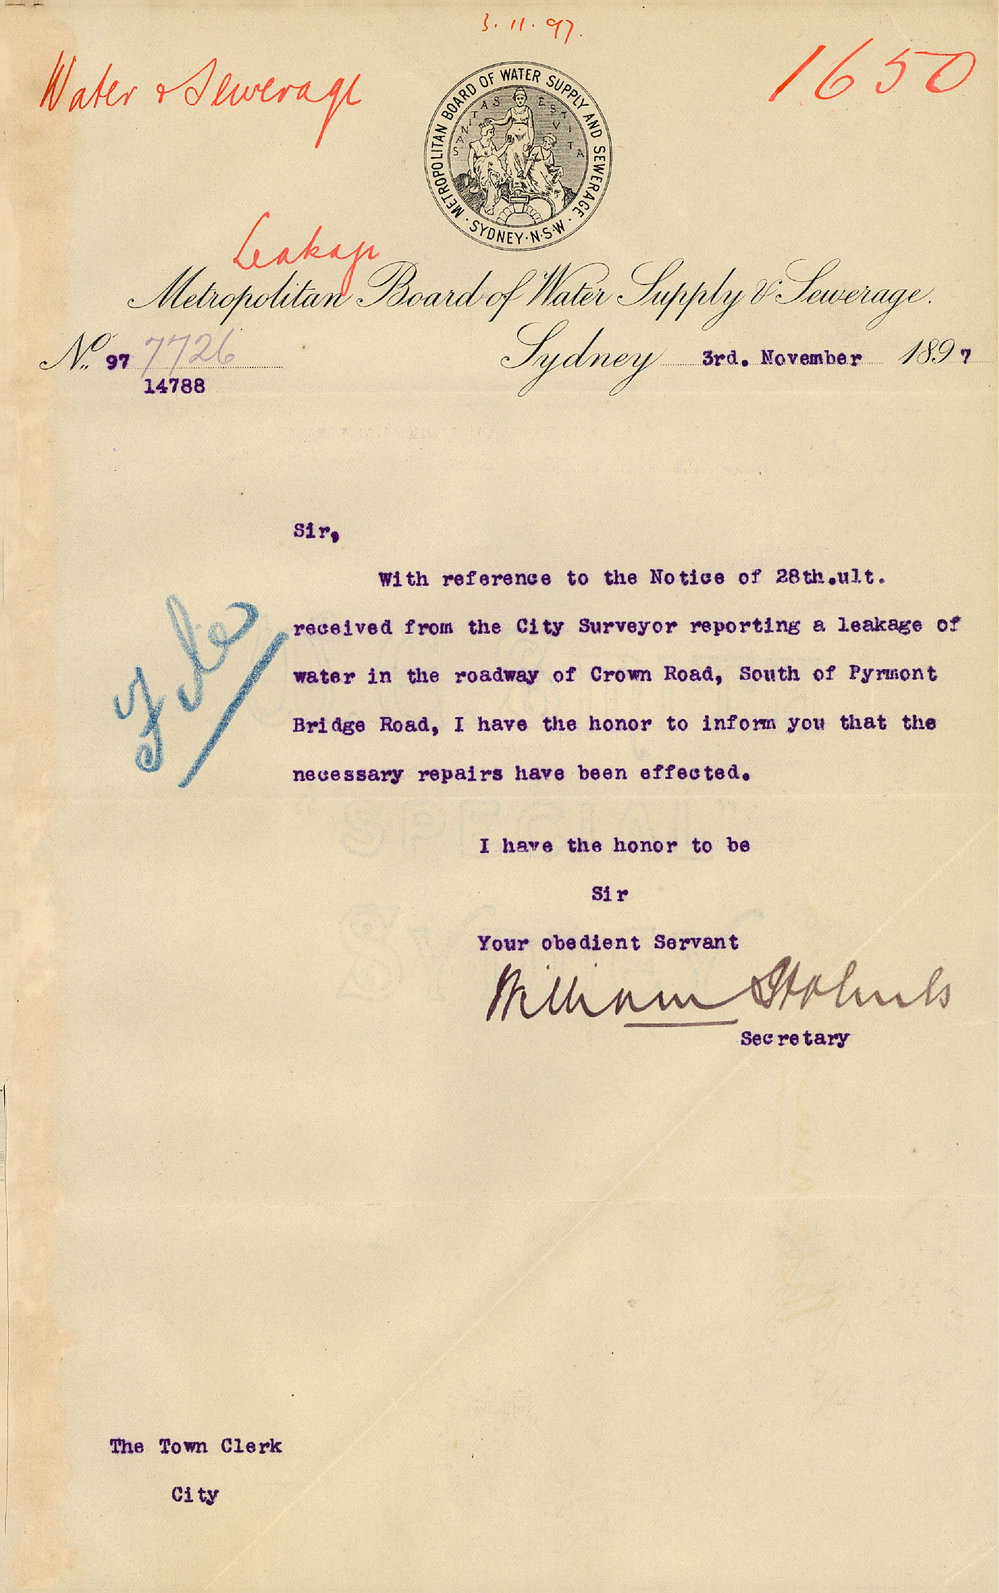 3.11.97.
Water & Sewerage
1650
METROPOLITAN BOARD OF WATER SUPPLY AND SEWERAGE.
SANITAS ET VITA
· SYDNEY·N·S·W·
Leakage
Metropolitan Board of Water Supply & Sewerage.
No. 97 7726
14788
Sydney 3rd. November 1897
Sir,
With reference to the Notice of 28th.ult.
received from the City Surveyor reporting a leakage of
water in the roadway of Crown Road, South of Pyrmont
Bridge Road, I have the honor to inform you that the
necessary repairs have been effected.
File
I have the honor to be
Sir
Your obedient Servant
William Holmes
Secretary
The Town Clerk
City